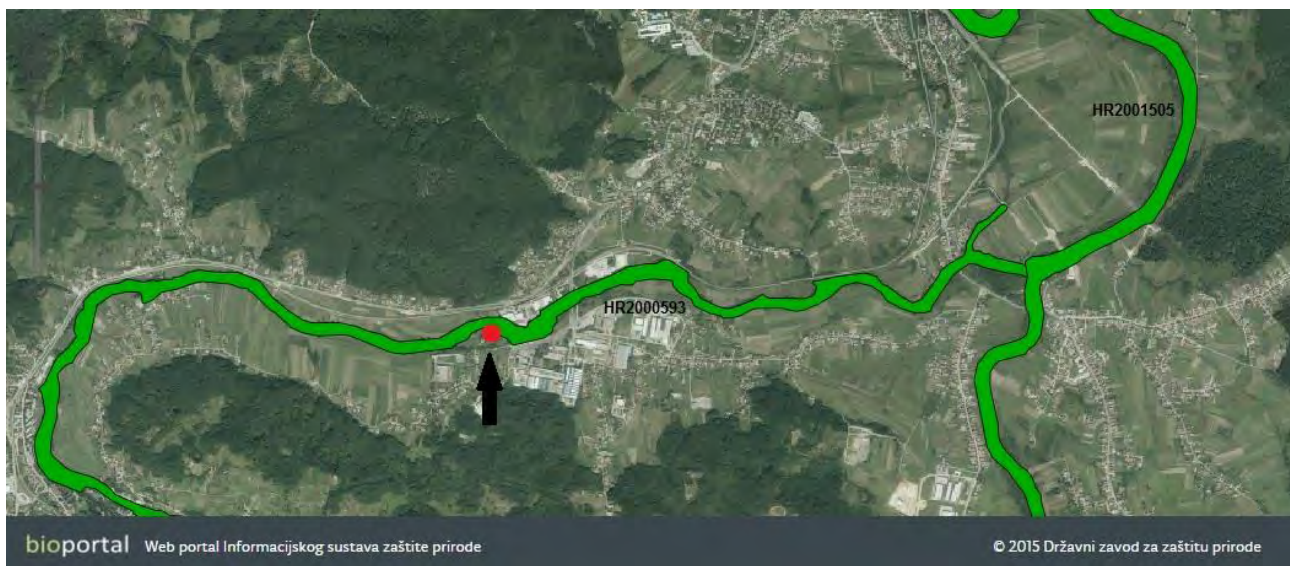 HR2001505
HR2000593
bioportal Web portal Informacijskog sustava zaštite prirode © 2015 Državni zavod za zaštitu prirode